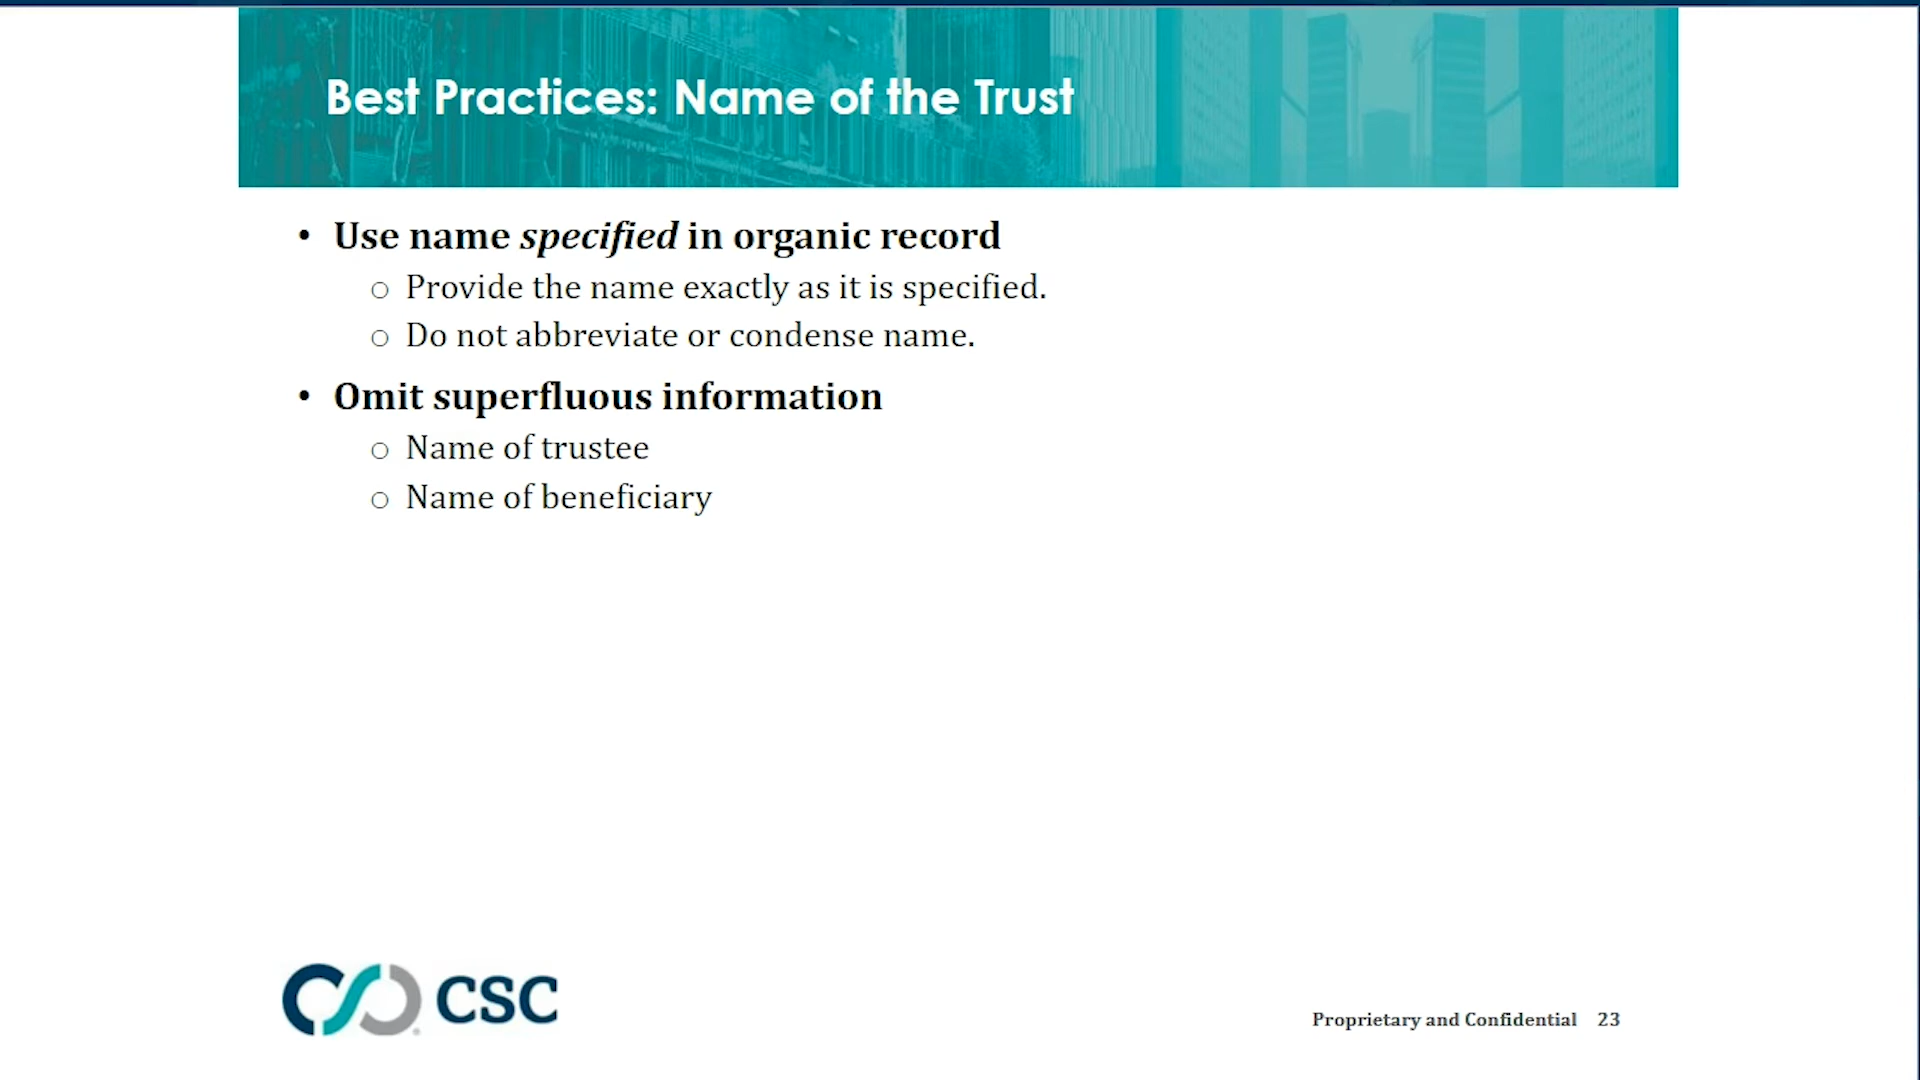 Best Practices: Name of the Trust
• Use name specified in organic record
o Provide the name exactly as it is specified.
o Do not abbreviate or condense name.
• Omit superfluous information
o Name of trustee
o Name of beneficiary
CSC
Proprietary and Confidential 23